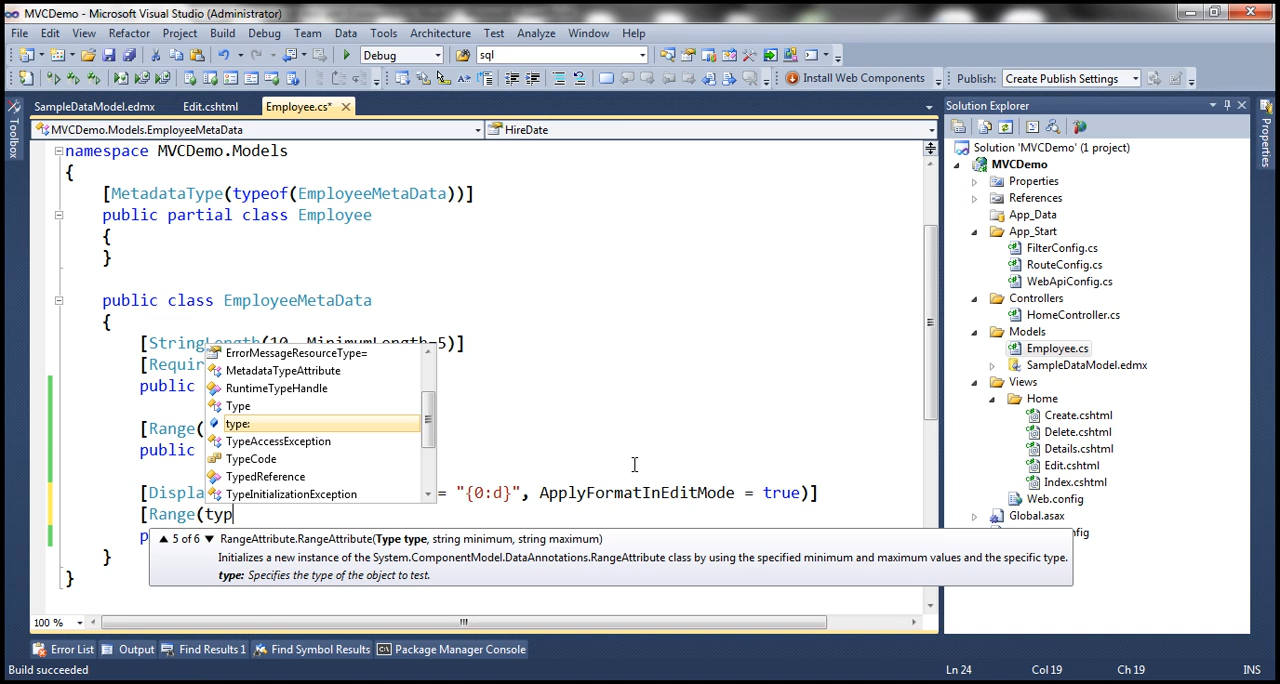 MVCDemo - Microsoft Visual Studio (Administrator)
File Edit View Refactor Project Build Debug Team Data Tools Architecture Test Analyze Window Help
Debug sql
Install Web Components Publish: Create Publish Settings
SampleDataModel.edmx Edit.cshtml Employee.cs*
MVCDemo.Models.EmployeeMetaData HireDate
namespace MVCDemo.Models
{
[MetadataType(typeof(EmployeeMetaData))]
public partial class Employee
{
}
public class EmployeeMetaData
{
[StringLength(10, MinimumLength=5)]
[Requir
public
[Range(
public
[Displa = "{0:d}", ApplyFormatInEditMode = true)]
[Range(typ
p
}
}
ErrorMessageResourceType=
MetadataTypeAttribute
RuntimeTypeHandle
Type
type:
TypeAccessException
TypeCode
TypedReference
TypeInitializationException
5 of 6 RangeAttribute.RangeAttribute(Type type, string minimum, string maximum)
Initializes a new instance of the System.ComponentModel.DataAnnotations.RangeAttribute class by using the specified minimum and maximum values and the specific type.
type: Specifies the type of the object to test.
100 %
Toolbox
Solution Explorer
Solution 'MVCDemo' (1 project)
MVCDemo
Properties
References
App_Data
App_Start
FilterConfig.cs
RouteConfig.cs
WebApiConfig.cs
Controllers
HomeController.cs
Models
Employee.cs
SampleDataModel.edmx
Views
Home
Create.cshtml
Delete.cshtml
Details.cshtml
Edit.cshtml
Index.cshtml
Web.config
Global.asax
nfig
Properties
Error List Output Find Results 1 Find Symbol Results Package Manager Console
Build succeeded Ln 24 Col 19 Ch 19 INS